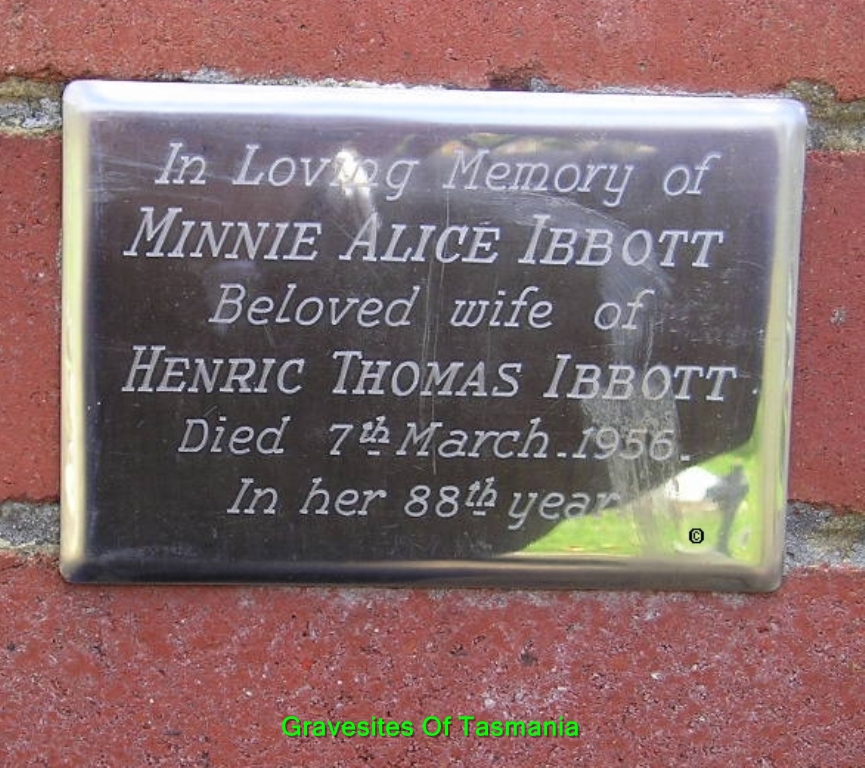 In Loving Memory of
MINNIE ALICE IBBOTT
Beloved wife of
HENRIC THOMAS IBBOTT
Died 7th March.1956.
In her 88th year
©
Gravesites Of Tasmania